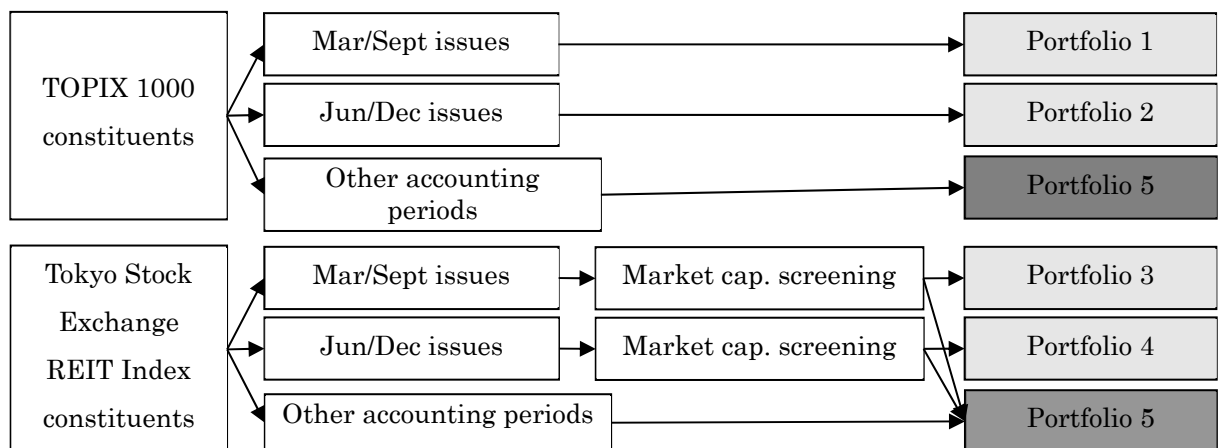 TOPIX 1000
constituents
Mar/Sept issues
Portfolio 1
Jun/Dec issues
Portfolio 2
Other accounting
periods
Portfolio 5
Tokyo Stock
Exchange
REIT Index
constituents
Mar/Sept issues
Market cap. screening
Portfolio 3
Jun/Dec issues
Market cap. screening
Portfolio 4
Other accounting periods
Portfolio 5